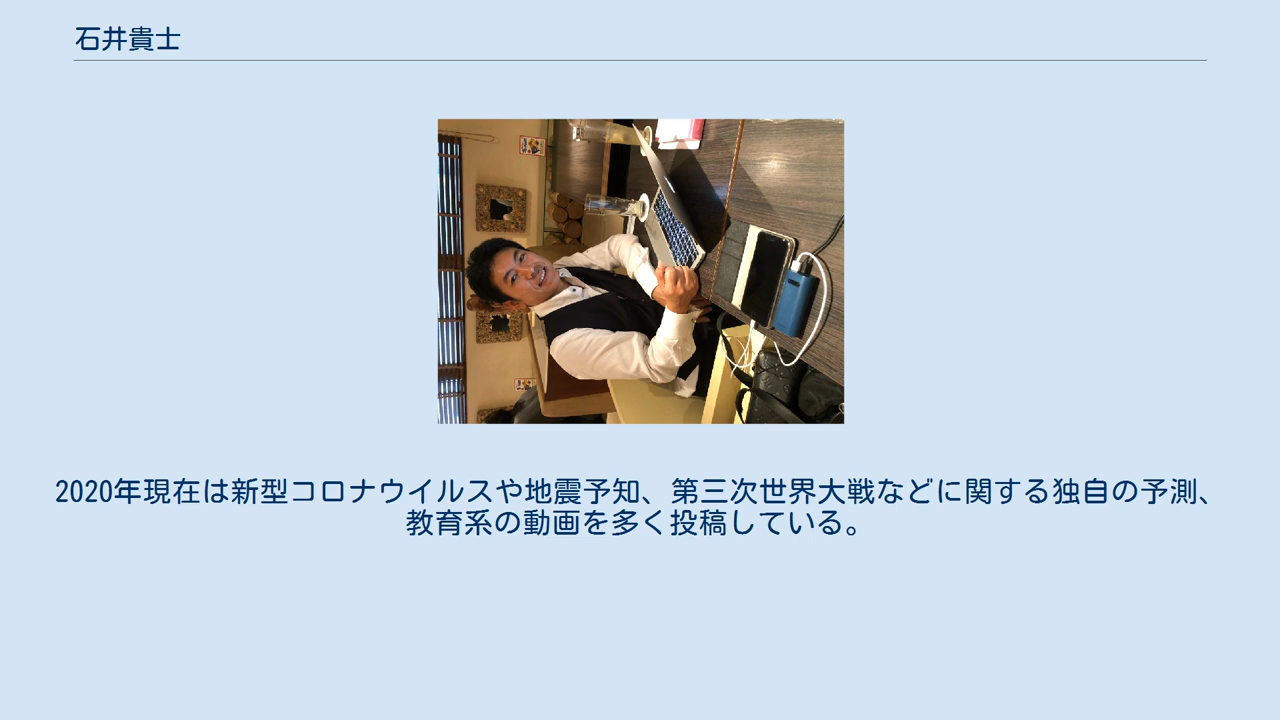 石井貴士
2020年現在は新型コロナウイルスや地震予知、第三次世界大戦などに関する独自の予測、
教育系の動画を多く投稿している。